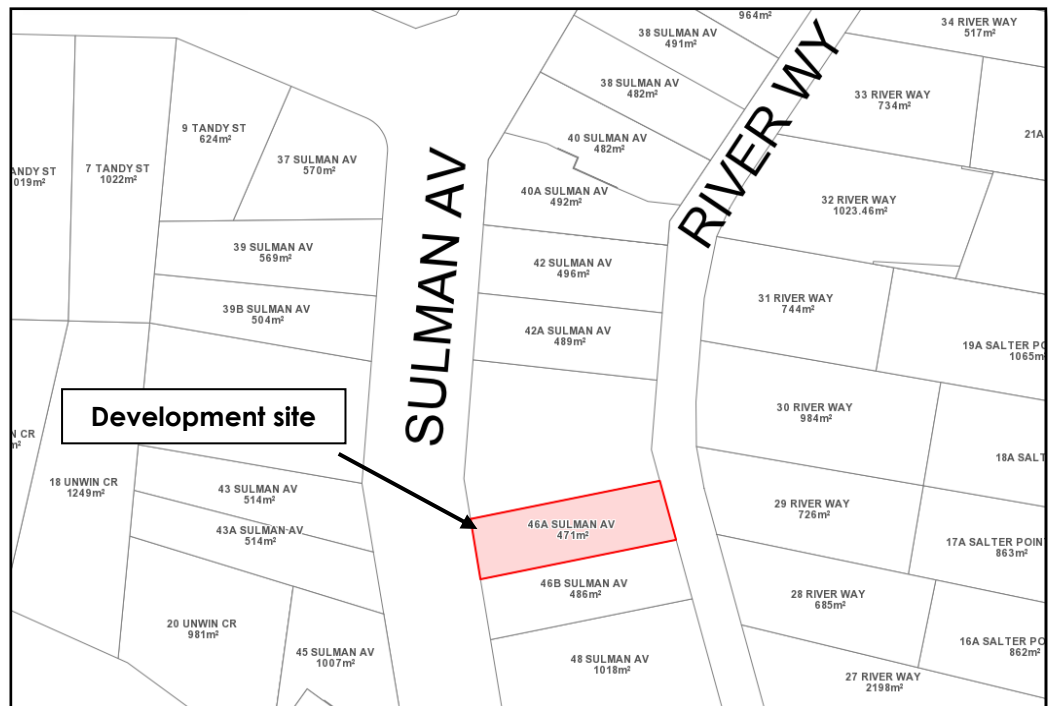 964m²
38 SULMAN AV
491m²
34 RIVER WAY
517m²
38 SULMAN AV
482m²
33 RIVER WAY
734m²
RIVER WY
9 TANDY ST
624m²
37 SULMAN AV
570m²
40 SULMAN AV
482m²
21A
ANDY ST
019m²
7 TANDY ST
1022m²
40A SULMAN AV
492m²
32 RIVER WAY
1023.46m²
SULMAN AV
39 SULMAN AV
569m²
42 SULMAN AV
496m²
39B SULMAN AV
504m²
31 RIVER WAY
744m²
42A SULMAN AV
489m²
19A SALTER PO
1065m
Development site
30 RIVER WAY
984m²
N CR
m²
18A SALT
18 UNWIN CR
1249m²
43 SULMAN AV
514m²
29 RIVER WAY
726m²
43A SULMAN AV
514m²
46A SULMAN AV
471m²
17A SALTER POIN
863m²
46B SULMAN AV
486m²
28 RIVER WAY
685m²
20 UNWIN CR
981m²
45 SULMAN AV
1007m²
48 SULMAN AV
1018m²
16A SALTER PO
862m²
27 RIVER WAY
2198m²